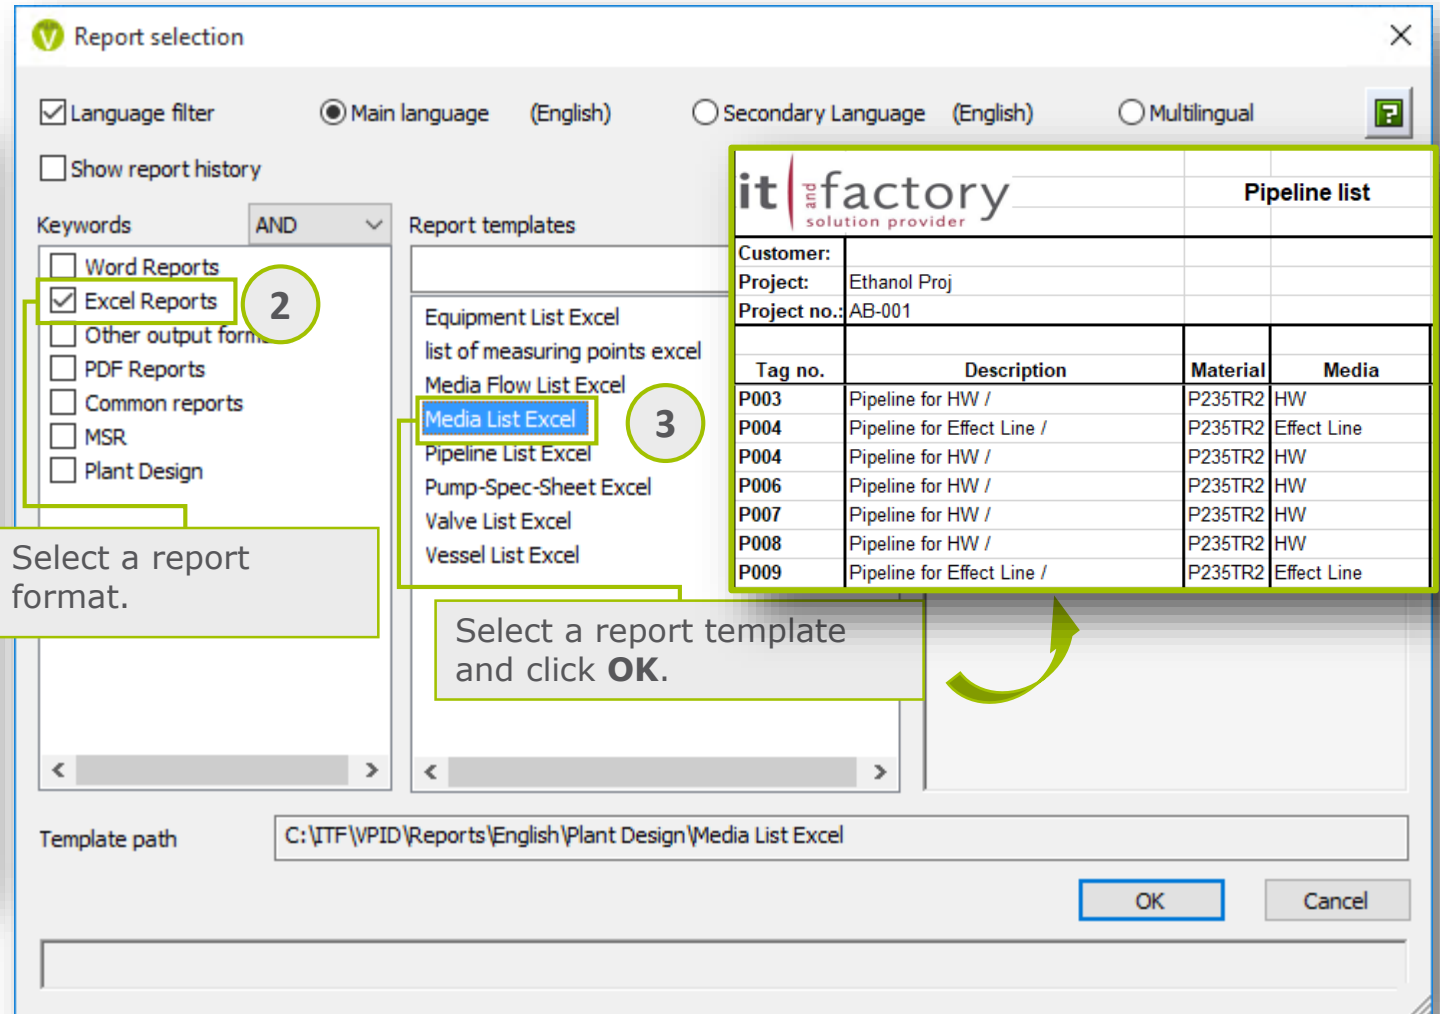 Report selection
Language filter
Main language (English)
Secondary Language (English)
Multilingual
Show report history
Keywords
AND
Word Reports
Excel Reports
2
Other output
PDF Reports
Common reports
MSR
Plant Design
Select a report
format.
Report templates
Equipment List Excel
list of measuring points excel
Media Flow List Excel
Media List Excel
3
Pipeline List Excel
Pump-Spec-Sheet Excel
Valve List Excel
Vessel List Excel
Select a report template
and click OK.
it and factory
solution provider
Pipeline list
Customer:
Project: Ethanol Proj
Project no.: AB-001
Tag no. Description Material Media
P003 Pipeline for HW / P235TR2 HW
P004 Pipeline for Effect Line / P235TR2 Effect Line
P004 Pipeline for HW / P235TR2 HW
P006 Pipeline for HW / P235TR2 HW
P007 Pipeline for HW / P235TR2 HW
P008 Pipeline for HW / P235TR2 HW
P009 Pipeline for Effect Line / P235TR2 Effect Line
Template path
C:\ITF\VPID\Reports\English\Plant Design\Media List Excel
OK
Cancel